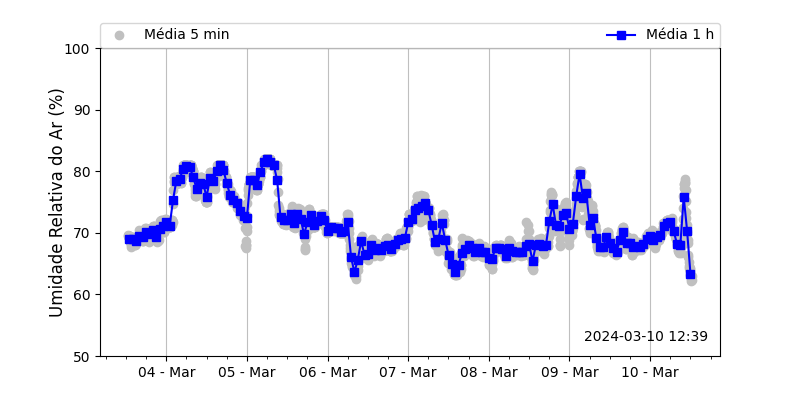 Média 5 min
Média 1 h
Umidade Relativa do Ar (%)
100
90
80
70
60
50
2024-03-10 12:39
04 - Mar
05 - Mar
06 - Mar
07 - Mar
08 - Mar
09 - Mar
10 - Mar